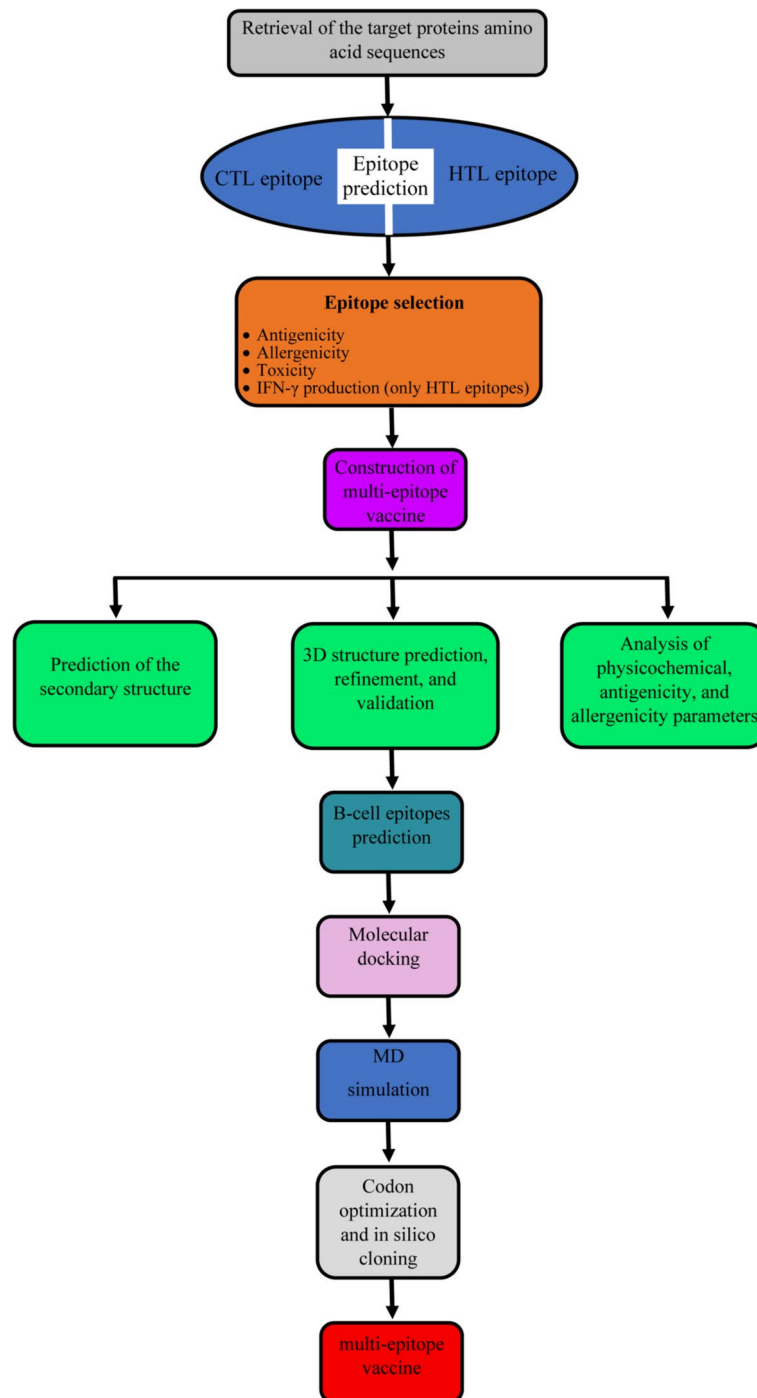 Retrieval of the target proteins amino
acid sequences
CTL epitope
Epitope
prediction
HTL epitope
Epitope selection
• Antigenicity
• Allergenicity
• Toxicity
• IFN-γ production (only HTL epitopes)
Construction of
multi-epitope
vaccine
Prediction of the
secondary structure
3D structure prediction,
refinement, and
validation
Analysis of
physicochemical,
antigenicity, and
allergenicity parameters
B-cell epitopes
prediction
Molecular
docking
MD
simulation
Codon
optimization
and in silico
cloning
multi-epitope
vaccine